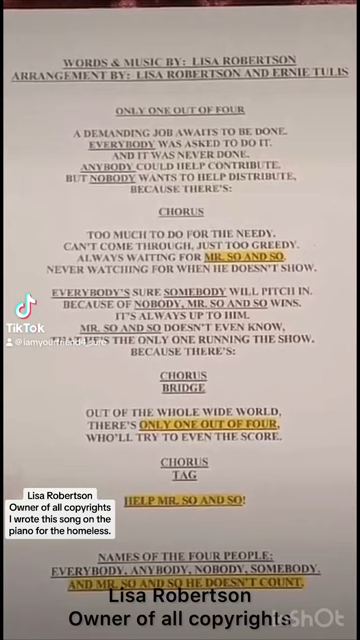 WORDS & MUSIC BY: LISA ROBERTSON
ARRANGEMENT BY: LISA ROBERTSON AND ERNIE TULIS
ONLY ONE OUT OF FOUR
A DEMANDING JOB AWAITS TO BE DONE.
EVERYBODY WAS ASKED TO DO IT.
AND IT WAS NEVER DONE.
ANYBODY COULD HELP CONTRIBUTE.
BUT NOBODY WANTS TO HELP DISTRIBUTE,
BECAUSE THERE'S:
CHORUS
TOO MUCH TO DO FOR THE NEEDY.
CAN'T COME THROUGH, JUST TOO GREEDY.
ALWAYS WAITING FOR MR. SO AND SO.
NEVER WATCHING FOR WHEN HE DOESN'T SHOW.
EVERYBODY'S SURE SOMEBODY WILL PITCH IN.
BECAUSE OF NOBODY, MR. SO AND SO WINS.
IT'S ALWAYS UP TO HIM.
MR. SO AND SO DOESN'T EVEN KNOW,
THE ONLY ONE RUNNING THE SHOW.
BECAUSE THERE'S:
TikTok
@iamyourfriend4_sure
CHORUS
BRIDGE
OUT OF THE WHOLE WIDE WORLD,
THERE'S ONLY ONE OUT OF FOUR,
WHO'LL TRY TO EVEN THE SCORE.
CHORUS
TAG
HELP MR. SO AND SO!
Lisa Robertson
Owner of all copyrights
I wrote this song on the
piano for the homeless.
NAMES OF THE FOUR PEOPLE:
EVERYBODY, ANYBODY, NOBODY, SOMEBODY.
AND MR. SO AND SO HE DOESN'T COUNT.
Lisa Robertson
Owner of all copyrights
InShOt